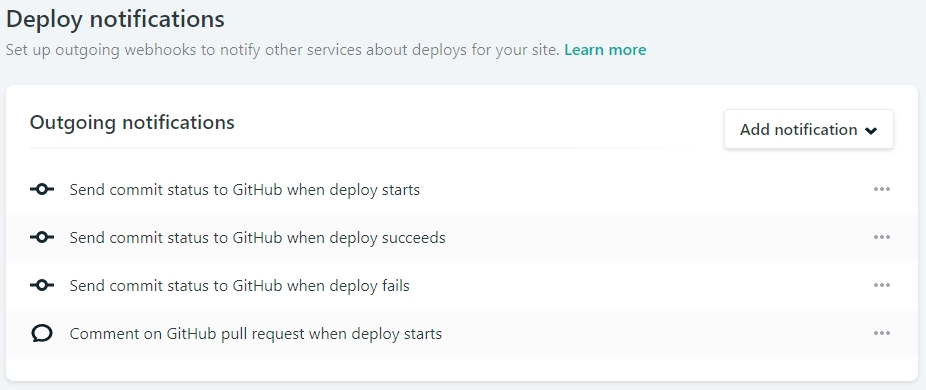 Deploy notifications
Set up outgoing webhooks to notify other services about deploys for your site. Learn more
Outgoing notifications
Add notification
Send commit status to GitHub when deploy starts
Send commit status to GitHub when deploy succeeds
Send commit status to GitHub when deploy fails
Comment on GitHub pull request when deploy starts